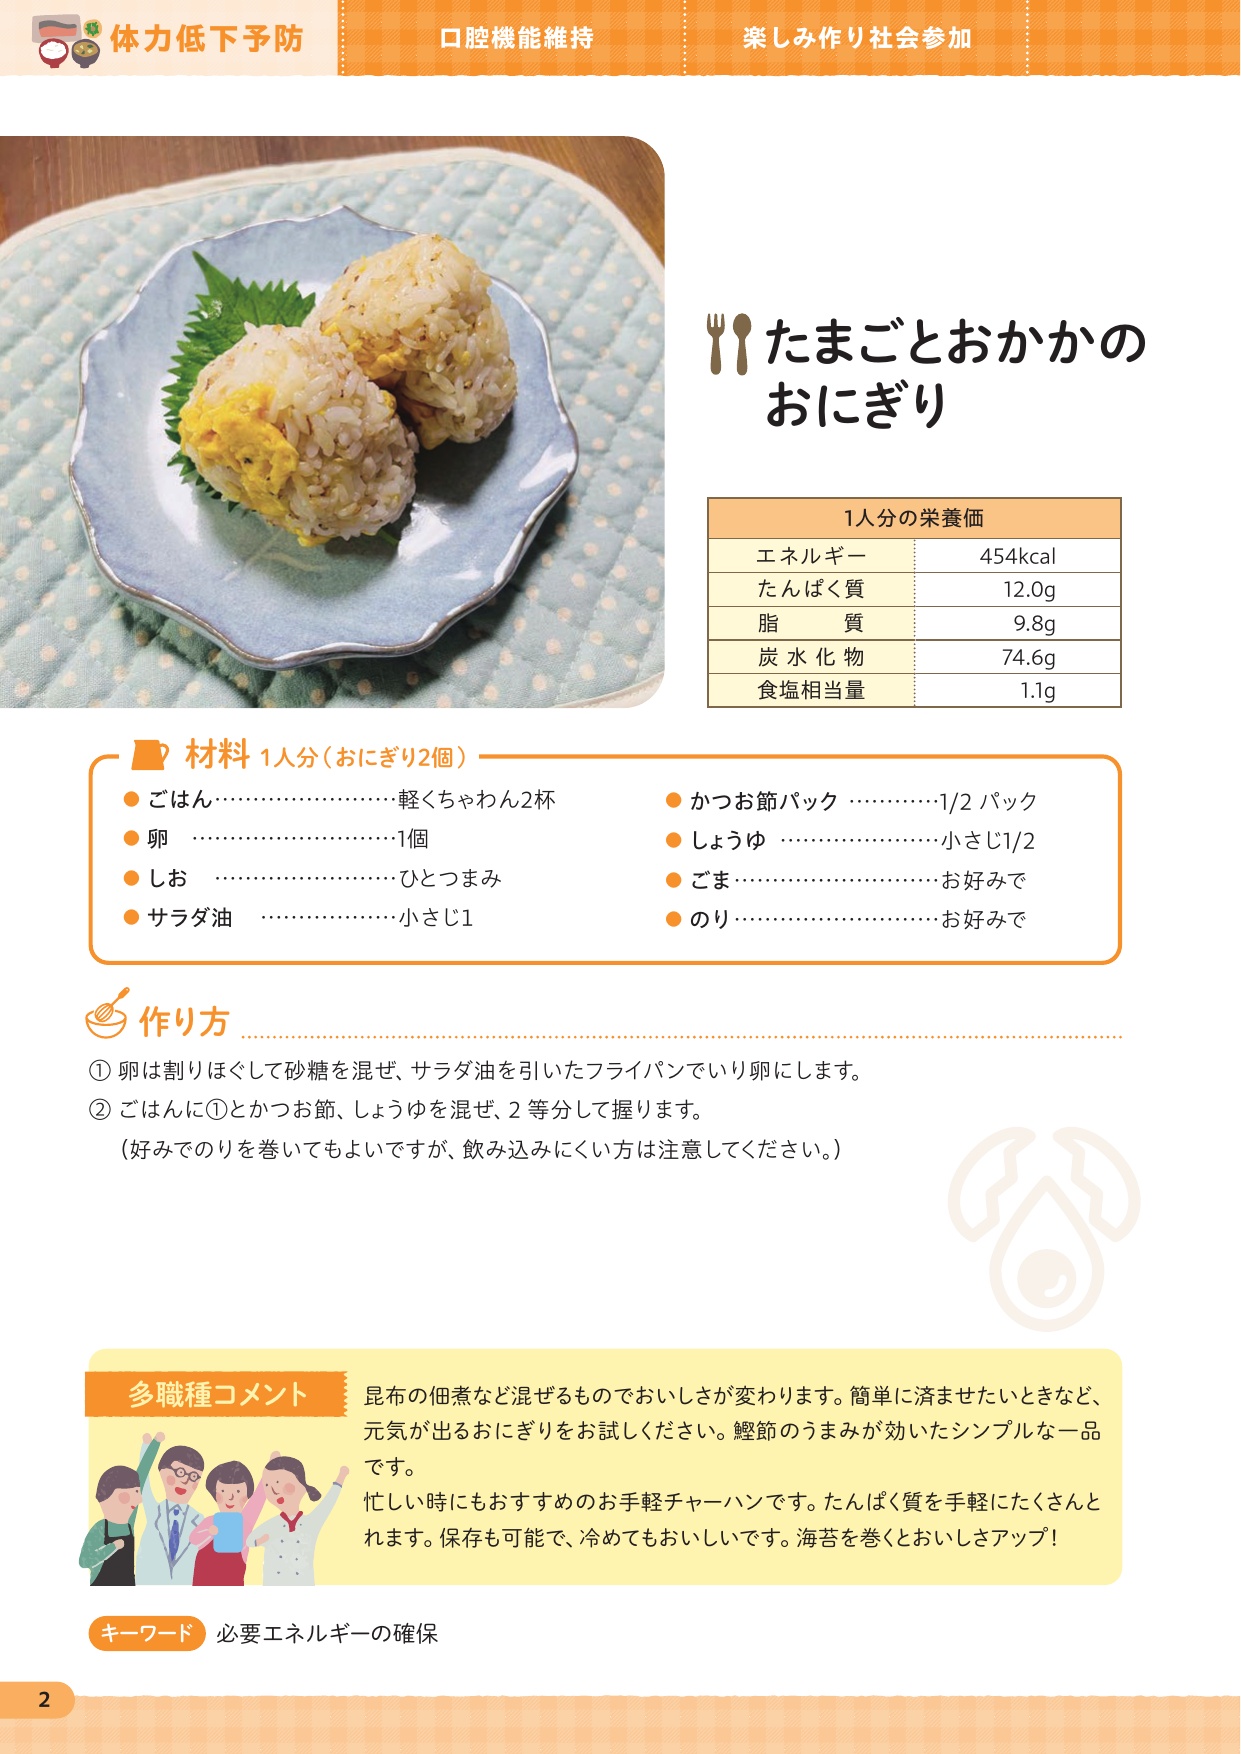 体力低下予防
口腔機能維持
楽しみ作り社会参加
たまごとおかかの
おにぎり
1人分の栄養価
エネルギー 454kcal
たんぱく質 12.0g
脂 質 9.8g
炭水化物 74.6g
食塩相当量 1.1g
材料 1人分（おにぎり2個）
● ごはん……………………軽くちゃわん2杯
● 卵 ………………………1個
● しお ……………………ひとつまみ
● サラダ油 ………………小さじ1
● かつお節パック …………1/2 パック
● しょうゆ …………………小さじ1/2
● ごま………………………お好みで
● のり………………………お好みで
作り方
① 卵は割りほぐして砂糖を混ぜ、サラダ油を引いたフライパンでいり卵にします。
② ごはんに①とかつお節、しょうゆを混ぜ、2 等分して握ります。
（好みでのりを巻いてもよいですが、飲み込みにくい方は注意してください。）
多職種コメント
昆布の佃煮など混ぜるものでおいしさが変わります。簡単に済ませたいときなど、
元気が出るおにぎりをお試しください。鰹節のうまみが効いたシンプルな一品
です。
忙しい時にもおすすめのお手軽チャーハンです。たんぱく質を手軽にたくさんと
れます。保存も可能で、冷めてもおいしいです。海苔を巻くとおいしさアップ！
キーワード 必要エネルギーの確保
2